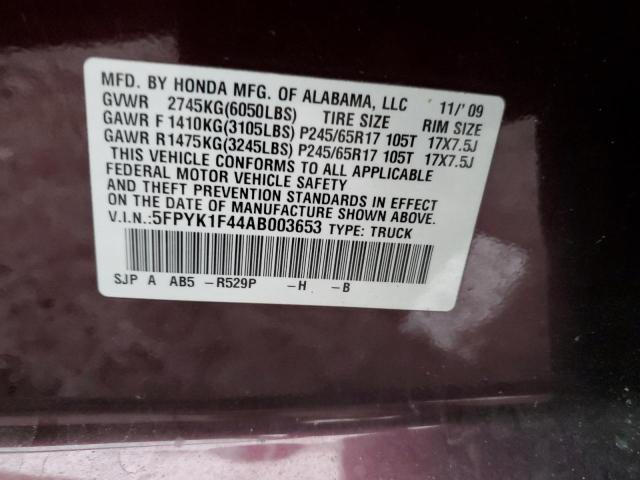 MFD. BY HONDA MFG. OF ALABAMA, LLC 11/'09
GVWR 2745KG(6050LBS) TIRE SIZE RIM SIZE
GAWR F 1410KG(3105LBS) P245/65R17 105T 17X7.5J
GAWR R1475KG(3245LBS) P245/65R17 105T 17X7.5J
THIS VEHICLE CONFORMS TO ALL APPLICABLE
FEDERAL MOTOR VEHICLE SAFETY
AND THEFT PREVENTION STANDARDS IN EFFECT
ON THE DATE OF MANUFACTURE SHOWN ABOVE.
V.I.N.:5FPYK1F44AB003653 TYPE: TRUCK
SJP A AB5 -R529P -H -B